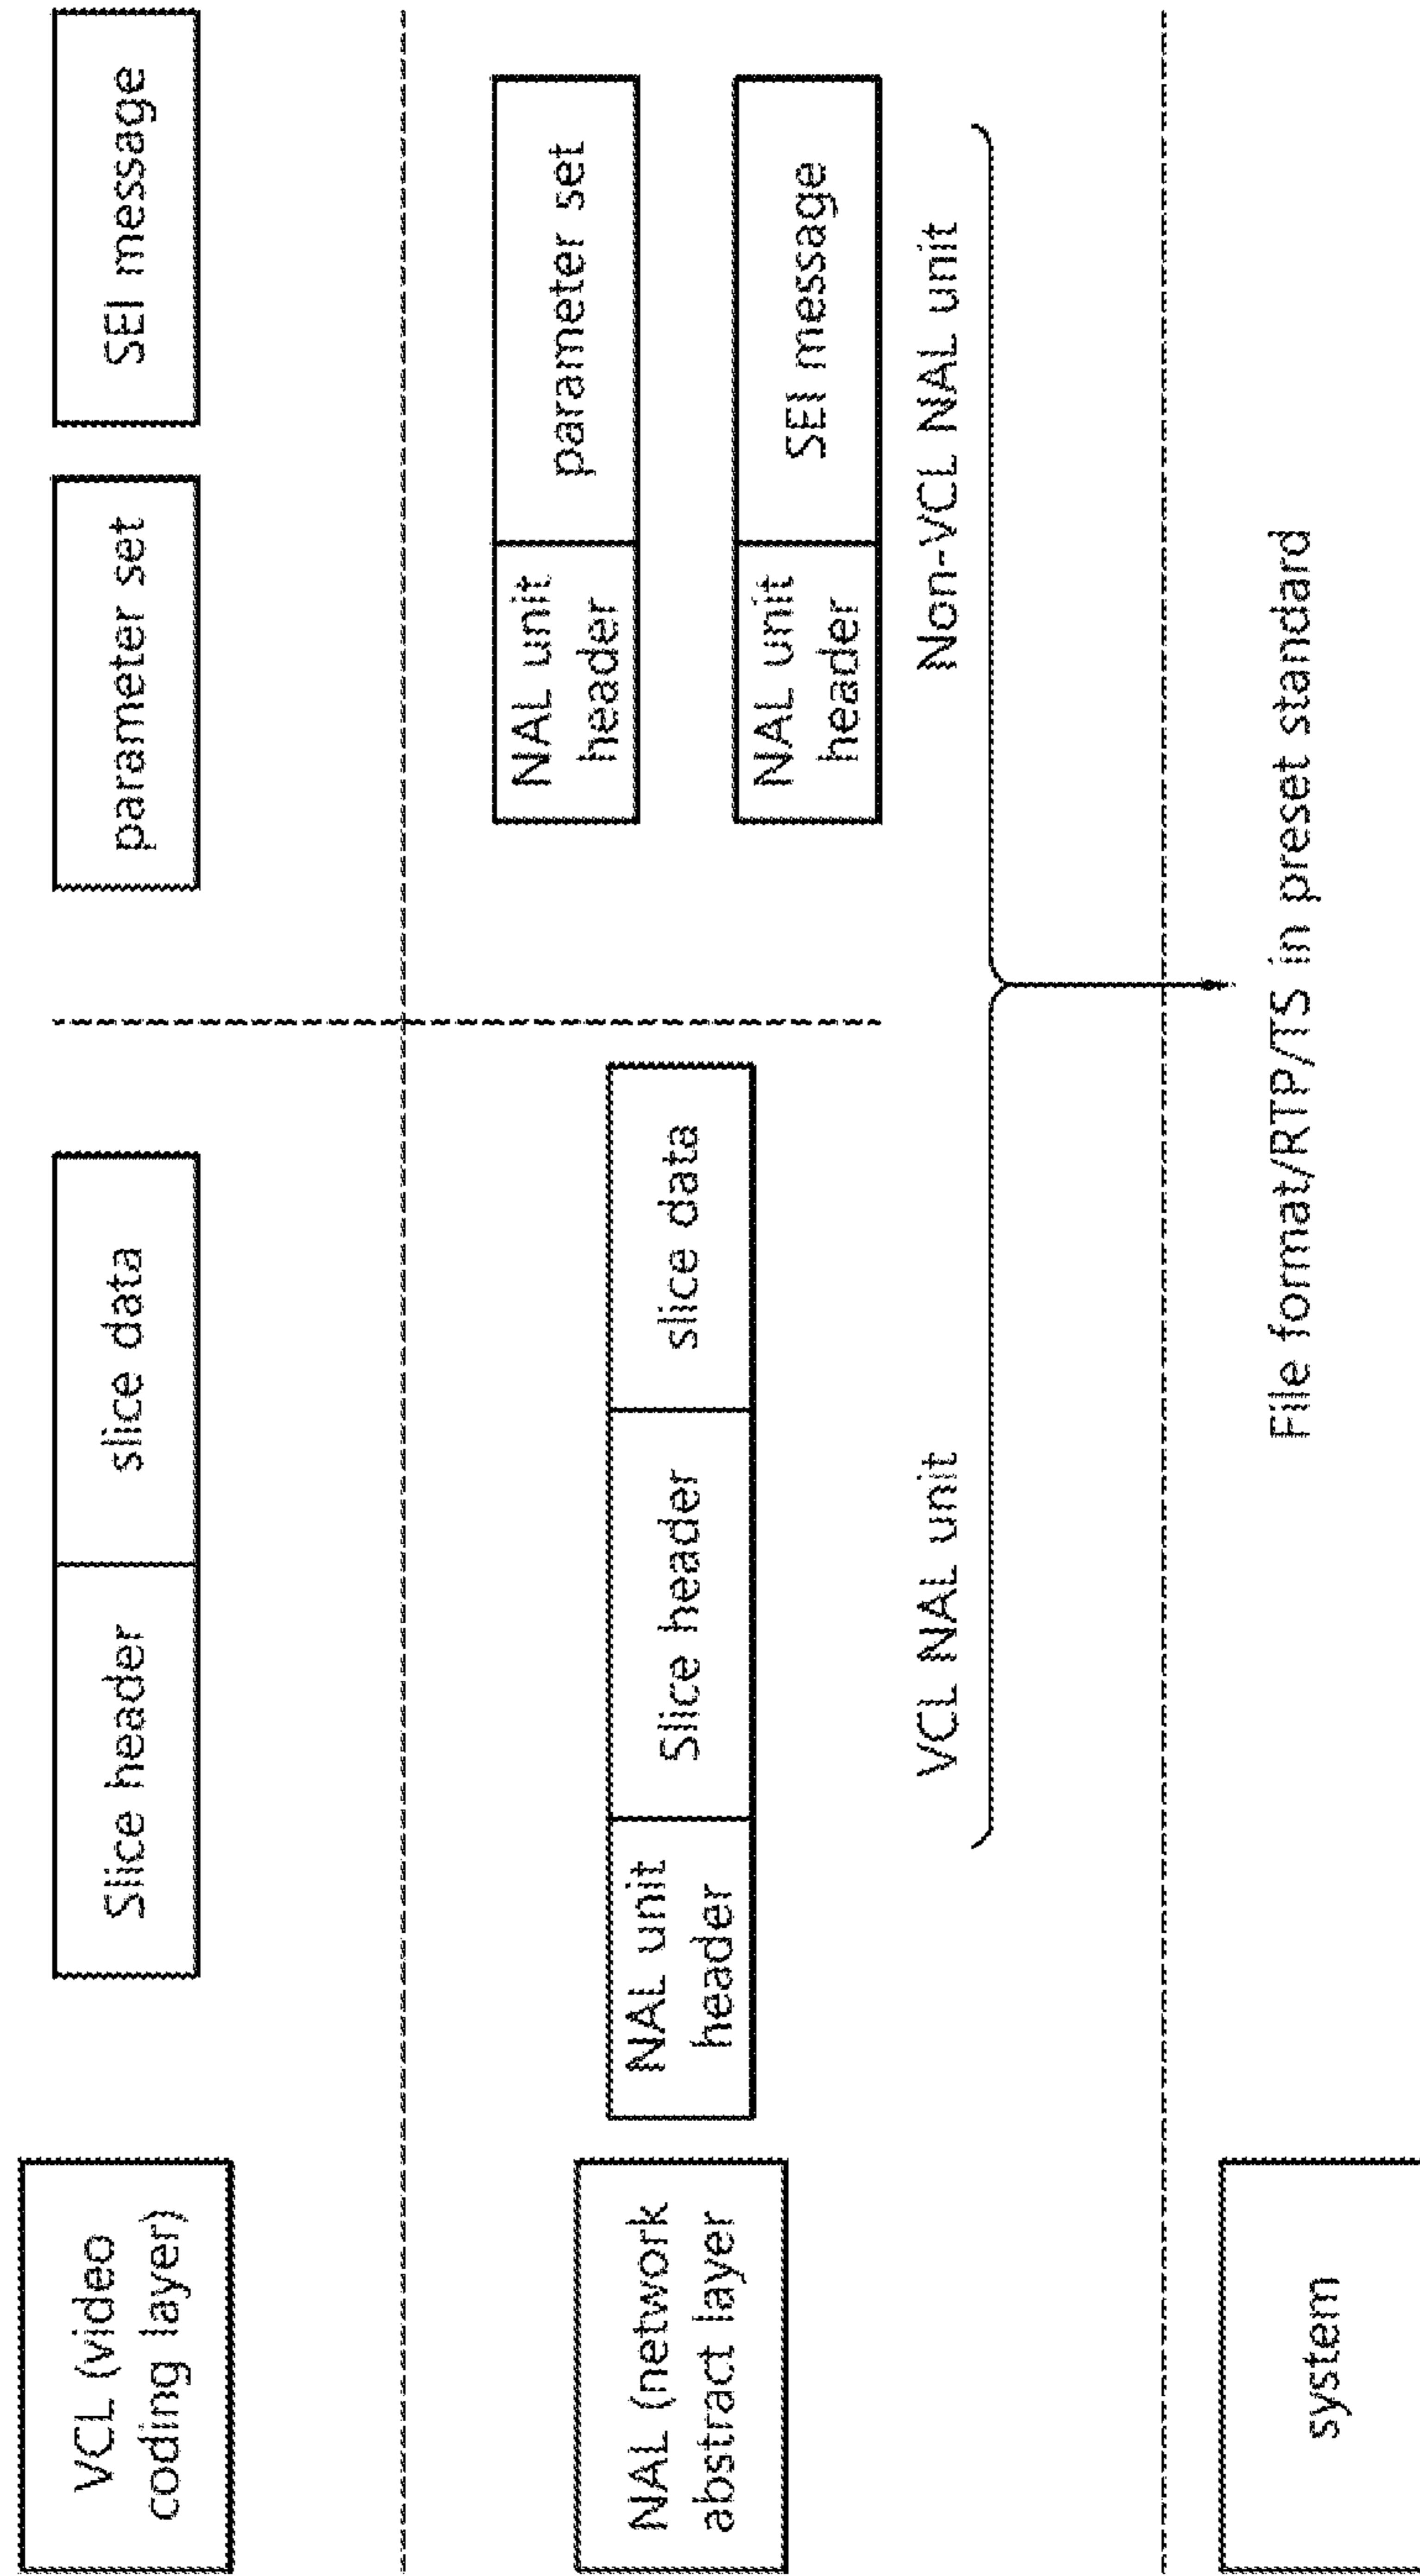 VCL (video
coding layer)
Slice header
slice data
parameter set
SEI message
NAL (network
abstract layer
NAL unit
header
Slice header
slice data
NAL unit
header
parameter set
NAL unit
header
SEI message
VCL NAL unit
Non-VCL NAL unit
system
File format/RTP/TS in preset standard